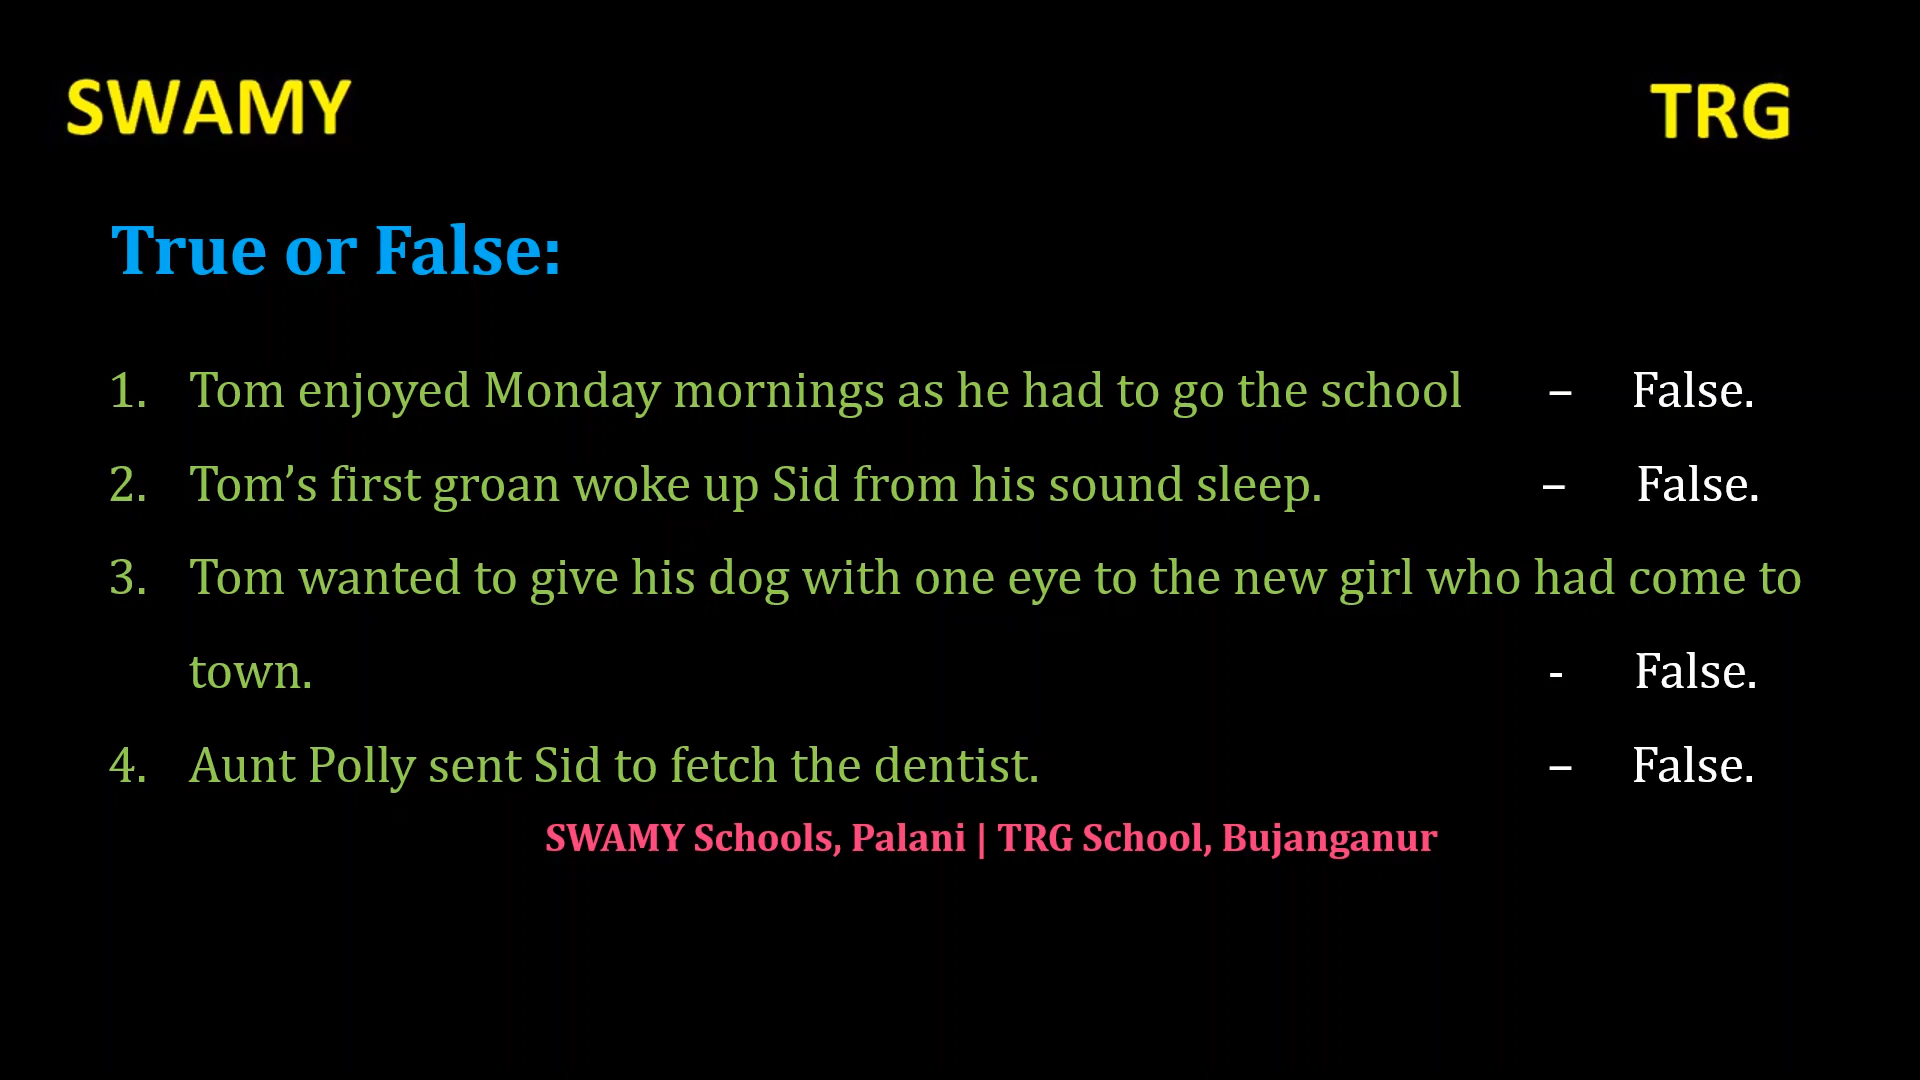 SWAMY TRG
True or False:
1. Tom enjoyed Monday mornings as he had to go the school – False.
2. Tom’s first groan woke up Sid from his sound sleep. – False.
3. Tom wanted to give his dog with one eye to the new girl who had come to
town. - False.
4. Aunt Polly sent Sid to fetch the dentist. – False.
SWAMY Schools, Palani | TRG School, Bujanganur